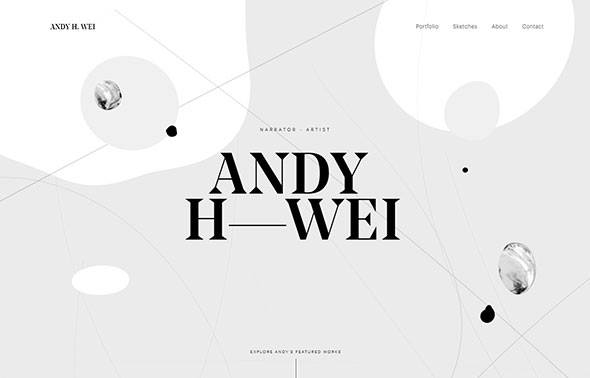 ANDY H. WEI
Portfolio Sketches About Contact
NARRATOR - ARTIST
ANDY
H—WEI
EXPLORE ANDY'S FEATURED WORKS